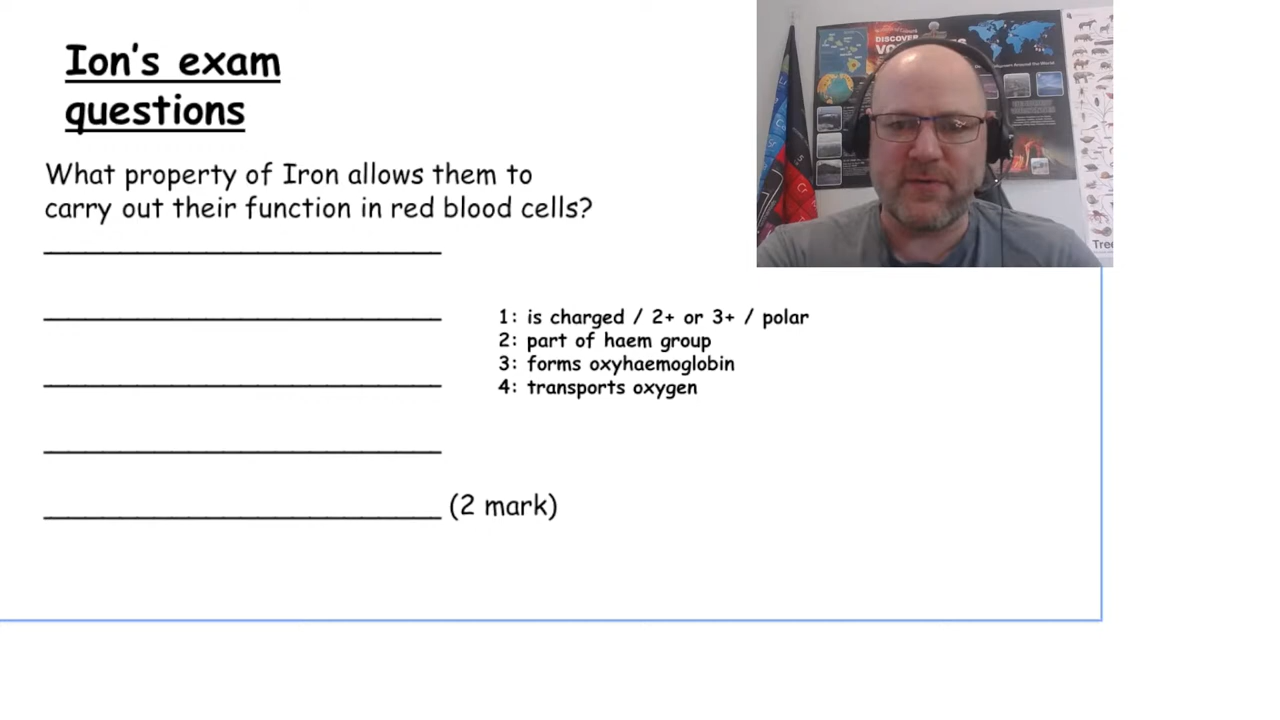 Ion's exam
questions
What property of Iron allows them to
carry out their function in red blood cells?
1: is charged / 2+ or 3+ / polar
2: part of haem group
3: forms oxyhaemoglobin
4: transports oxygen
(2 mark)
DISCOVER
Tree